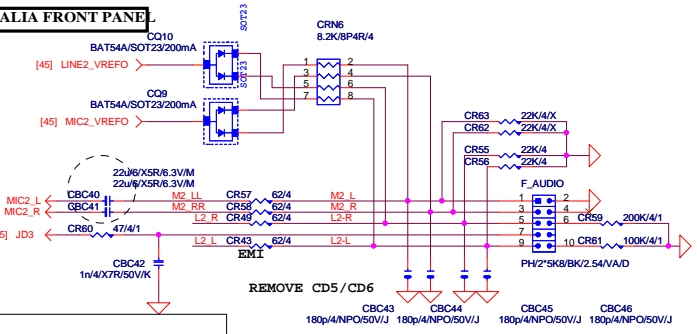 ALIA FRONT PANEL
CQ10
BAT54A/SOT23/200mA
SOT23
[45] LINE2_VREFO
CQ9
BAT54A/SOT23/200mA
SOT23
[45] MIC2_VREFO
CRN6
8.2K/8P4R/4
1 2
3 4
5 6
7 8
CR63 22K/4/X
CR62 22K/4/X
CR55 22K/4
CR56 22K/4
22u/6/X5R/6.3V/M
22u/6/X5R/6.3V/M
MIC2_L CBC40 M2_LL CR57 62/4 M2_L
MIC2_R CBC41 M2_RR CR58 62/4 M2_R
L2_R CR49 62/4 L2-R
5] JD3 CR60 47/4/1
L2_L CR43 62/4 L2-L
EMI
F_AUDIO
1 2
3 4
5 6
7
9 10
CR59 200K/4/1
CR61 100K/4/1
PH/2*5K8/BK/2.54/VA/D
CBC42
1n/4/X7R/50V/K
REMOVE CD5/CD6
CBC43 CBC44 CBC45 CBC46
180p/4/NPO/50V/J 180p/4/NPO/50V/J 180p/4/NPO/50V/J 180p/4/NPO/50V/J